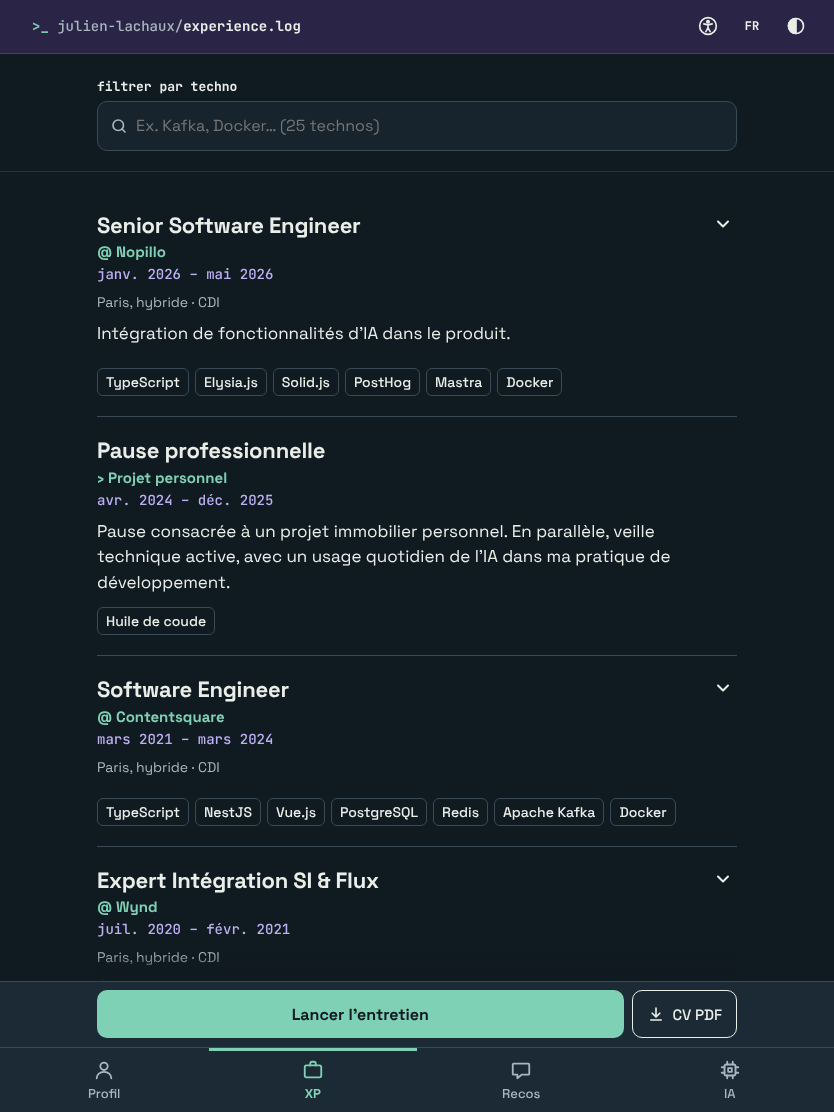 >_ julien-lachaux/experience.log FR
filtrer par techno
Ex. Kafka, Docker… (25 technos)
Senior Software Engineer
@ Nopillo
janv. 2026 – mai 2026
Paris, hybride · CDI
Intégration de fonctionnalités d’IA dans le produit.
TypeScript Elysia.js Solid.js PostHog Mastra Docker
Pause professionnelle
> Projet personnel
avr. 2024 – déc. 2025
Pause consacrée à un projet immobilier personnel. En parallèle, veille
technique active, avec un usage quotidien de l’IA dans ma pratique de
développement.
Huile de coude
Software Engineer
@ Contentsquare
mars 2021 – mars 2024
Paris, hybride · CDI
TypeScript NestJS Vue.js PostgreSQL Redis Apache Kafka Docker
Expert Intégration SI & Flux
@ Wynd
juil. 2020 – févr. 2021
Paris, hybride · CDI
Lancer l’entretien CV PDF
Profil XP Recos IA